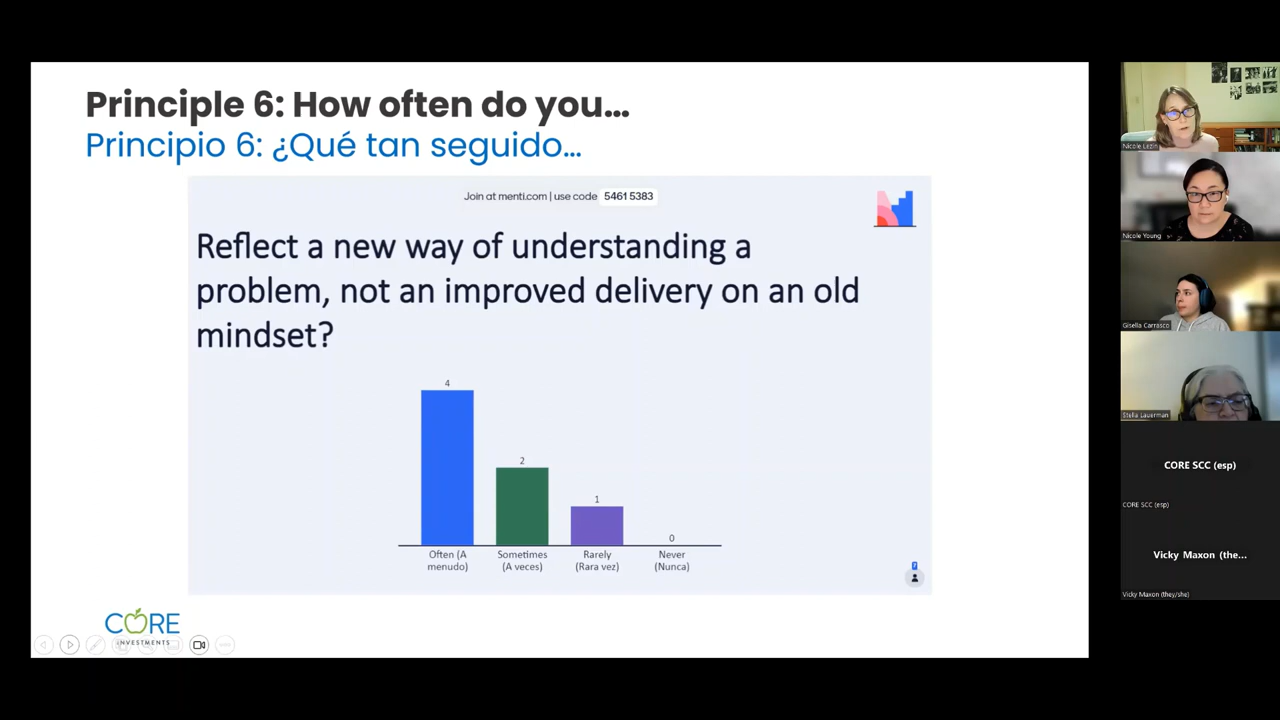 Principle 6: How often do you...
Principio 6: ¿Qué tan seguido...
Join at menti.com | use code 5461 5383
Reflect a new way of understanding a
problem, not an improved delivery on an old
mindset?
4
2
1
0
Often (A
menudo)
Sometimes
(A veces)
Rarely
(Rara vez)
Never
(Nunca)
CORE
INVESTMENTS
Nicole Lezin
Nicole Young
Gisella Carrasco
Stella Lauerman
CORE SCC (esp)
CORE SCC (esp)
Vicky Maxon (the...
Vicky Maxon (they/she)